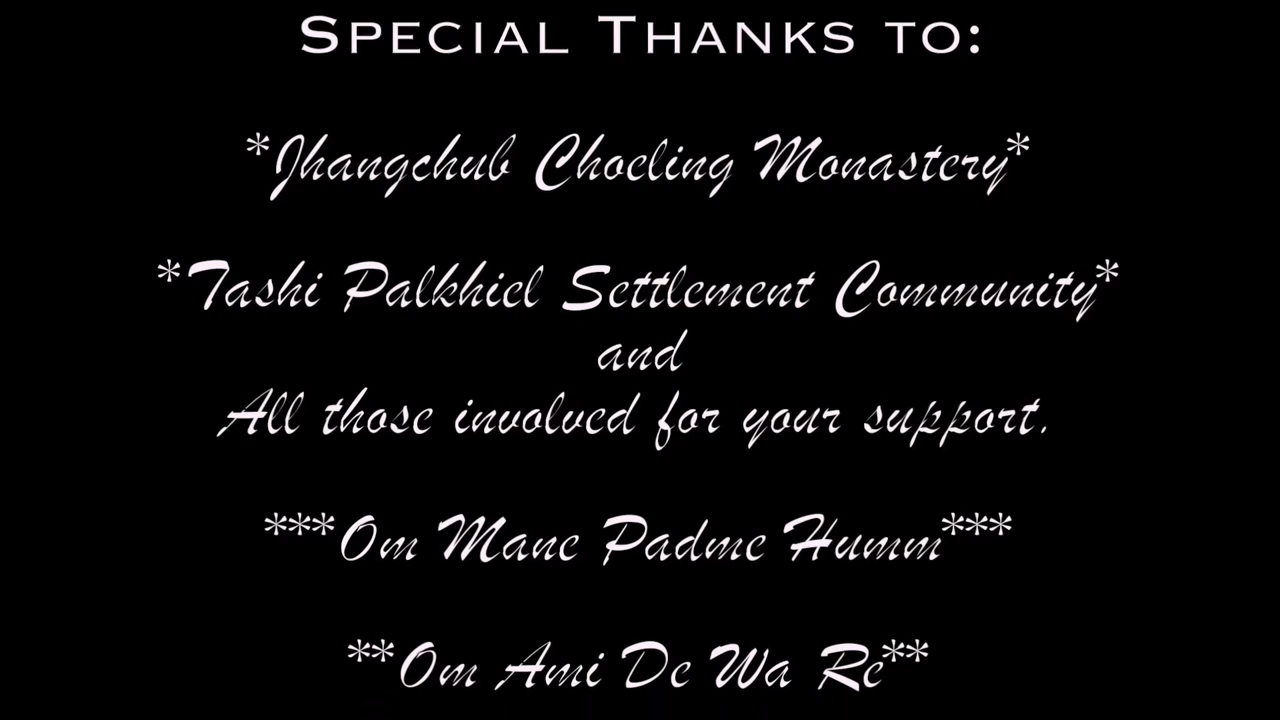 SPECIAL THANKS TO:
*Jhangchub Choeling Monastery*
*Tashi Palkhiel Settlement Community*
and
All those involved for your support.
***Om Mane Padme Humm***
**Om Ami De Wa Re**